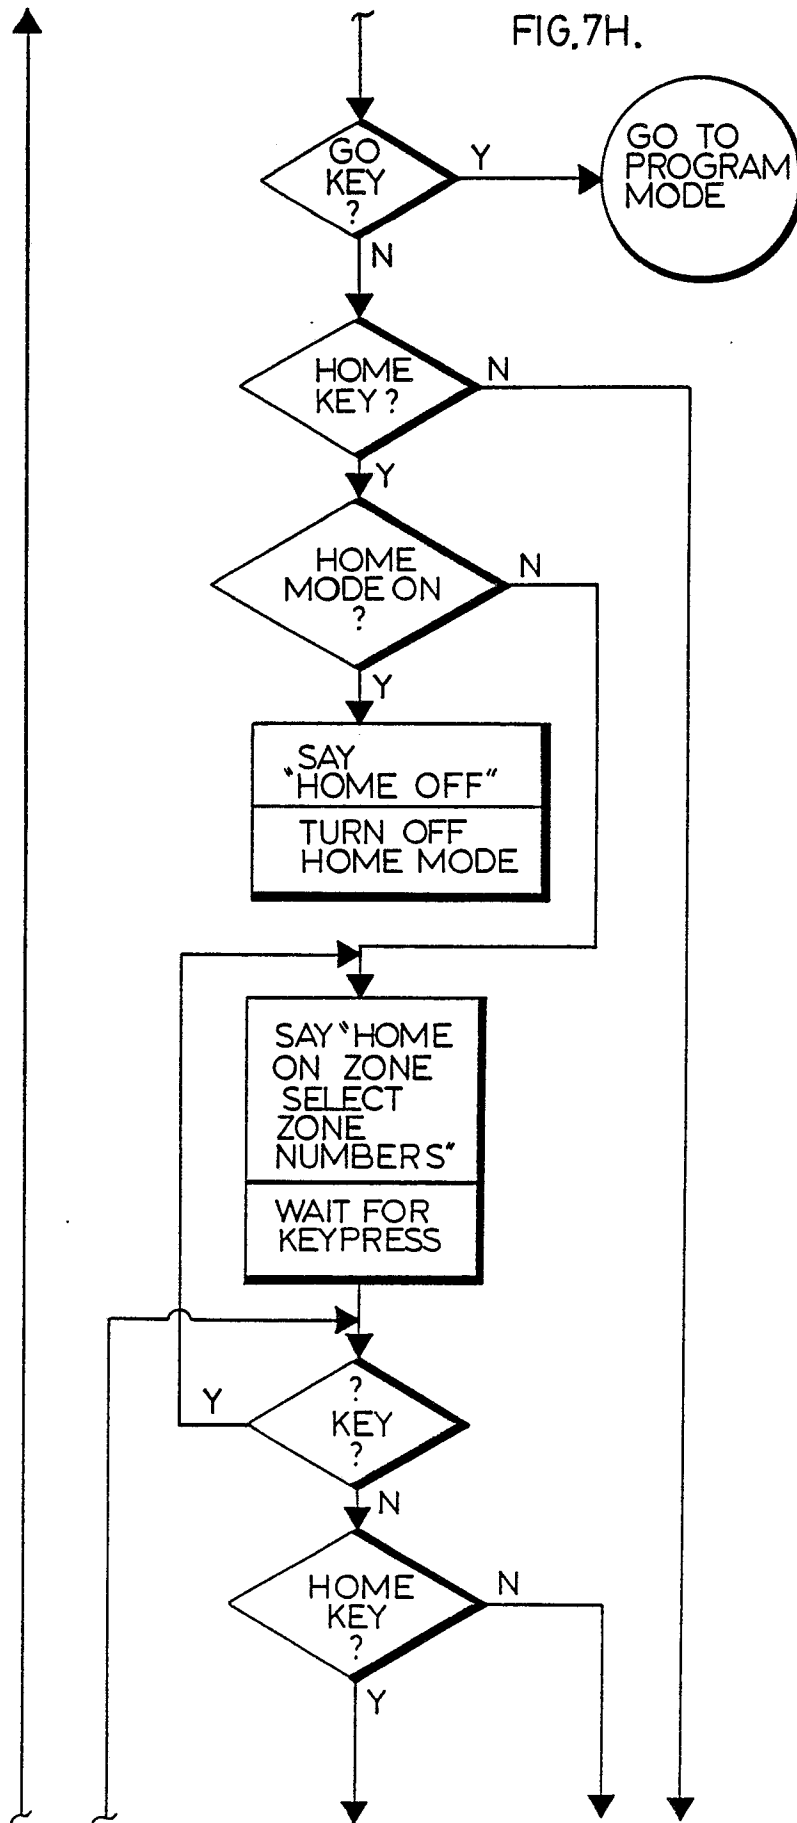 FIG.7H.
GO
KEY
?
Y
GO TO
PROGRAM
MODE
N
HOME
KEY?
N
Y
HOME
MODE ON
?
N
Y
SAY
"HOME OFF"
TURN OFF
HOME MODE
SAY "HOME
ON ZONE
SELECT
ZONE
NUMBERS"
WAIT FOR
KEYPRESS
?
KEY
?
Y
N
HOME
KEY
?
N
Y